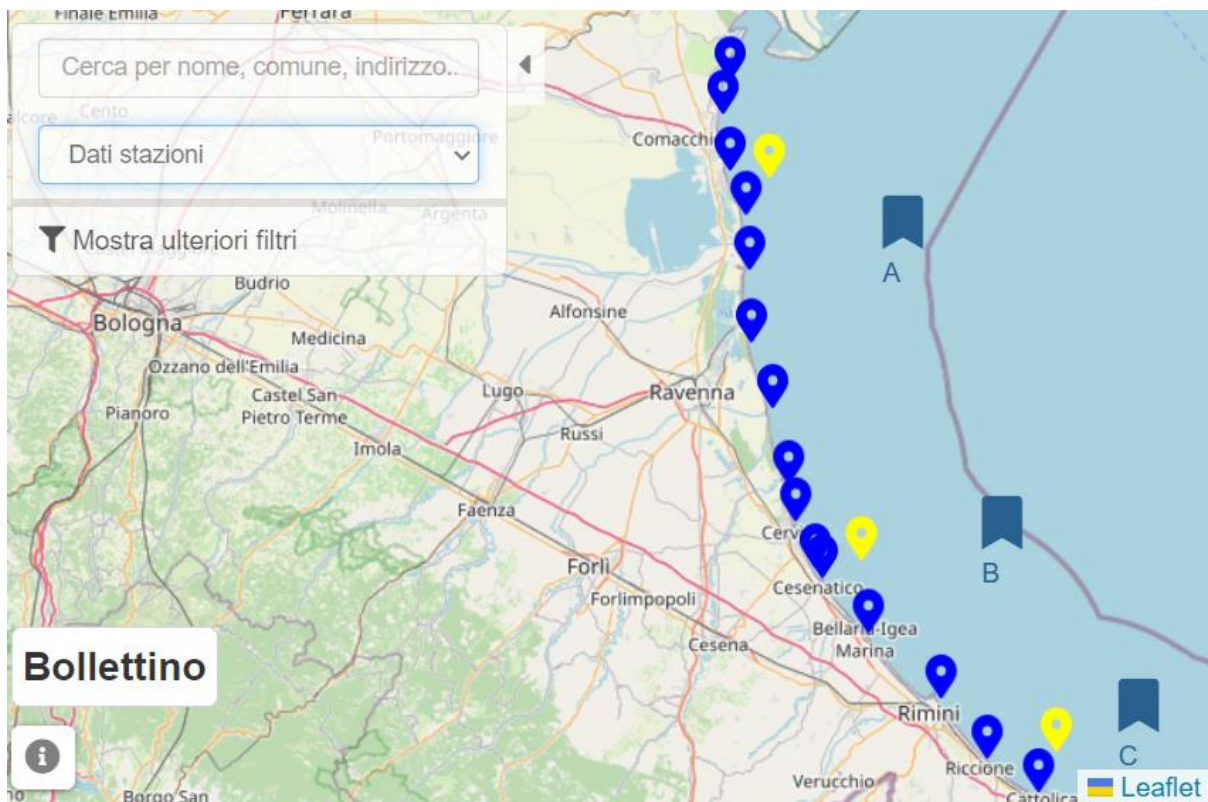 Finale Emilia
Ferrara
Cerca per nome, comune, indirizzo..
Cento
Portomaggiore
Comacchi
Dati stazioni
Molinella
Argenta
Mostra ulteriori filtri
A
Budrio
Bologna
Alfonsine
Medicina
Ozzano dell'Emilia
Castel San
Pietro Terme
Lugo
Ravenna
Pianoro
Russi
Imola
Faenza
Cervi
B
Forlì
Cesenatico
Forlimpopoli
Bellaria-Igea
Marina
Cesena
Bollettino
Rimini
C
Riccione
Verucchio
Leaflet
Borgo San
Cattolica